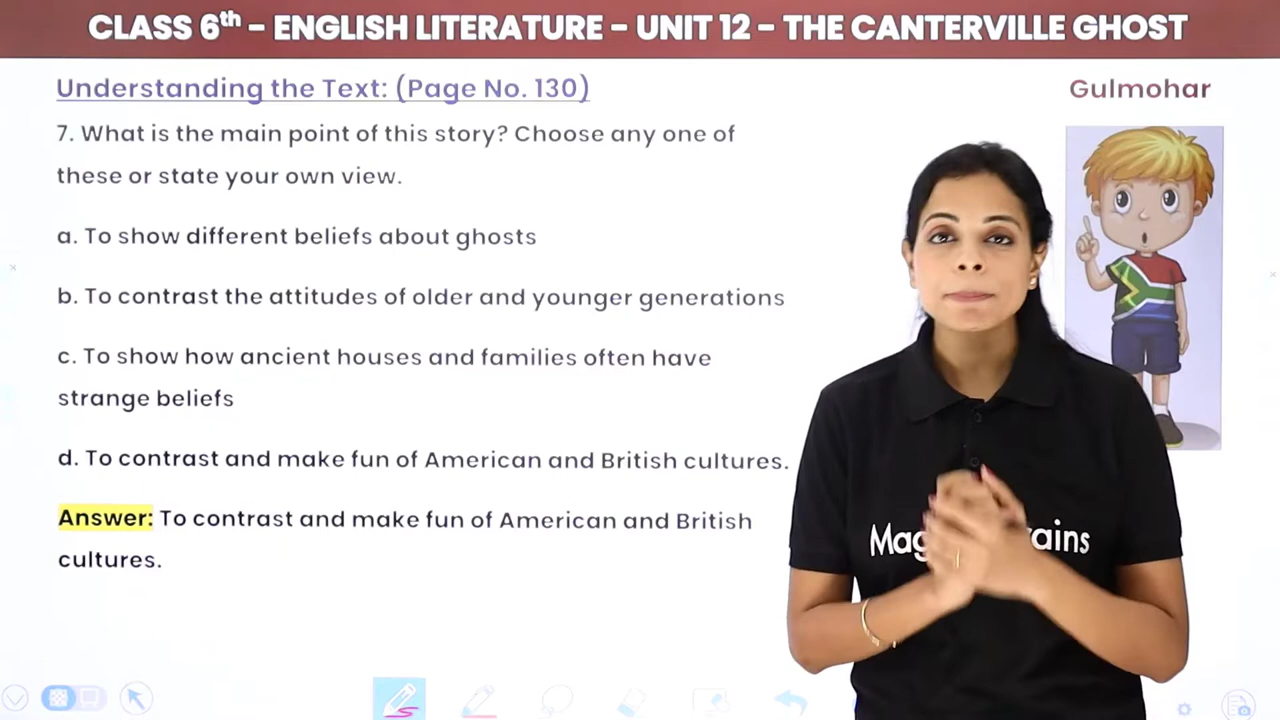 CLASS 6th – ENGLISH LITERATURE – UNIT 12 – THE CANTERVILLE GHOST
Understanding the Text: (Page No. 130)
Gulmohar
7. What is the main point of this story? Choose any one of
these or state your own view.
a. To show different beliefs about ghosts
b. To contrast the attitudes of older and younger generations
c. To show how ancient houses and families often have
strange beliefs
d. To contrast and make fun of American and British cultures.
Answer: To contrast and make fun of American and British
cultures.